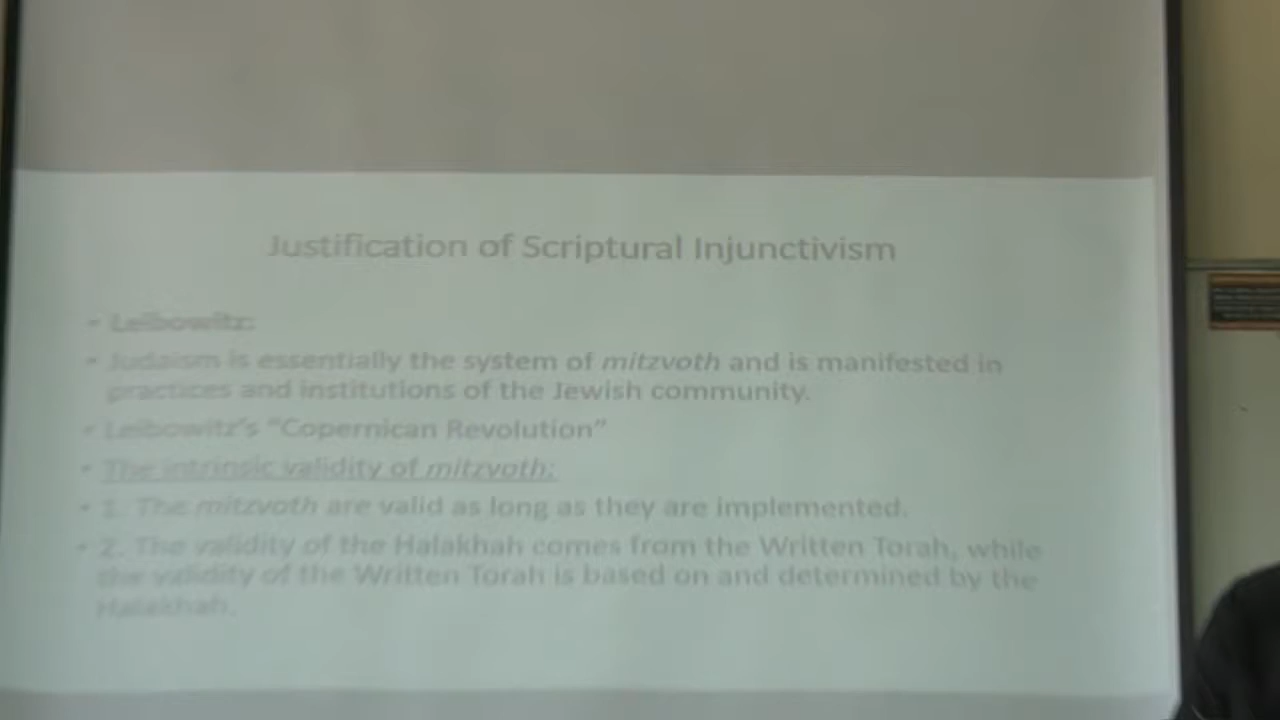 Justification of Scriptural Injunctivism
• Leibowitz:
• Judaism is essentially the system of mitzvoth and is manifested in
practices and institutions of the Jewish community.
• Leibowitz's "Copernican Revolution"
• The intrinsic validity of mitzvoth:
• 1. The mitzvoth are valid as long as they are implemented.
• 2. The validity of the Halakhah comes from the Written Torah, while
the validity of the Written Torah is based on and determined by the
Halakhah.